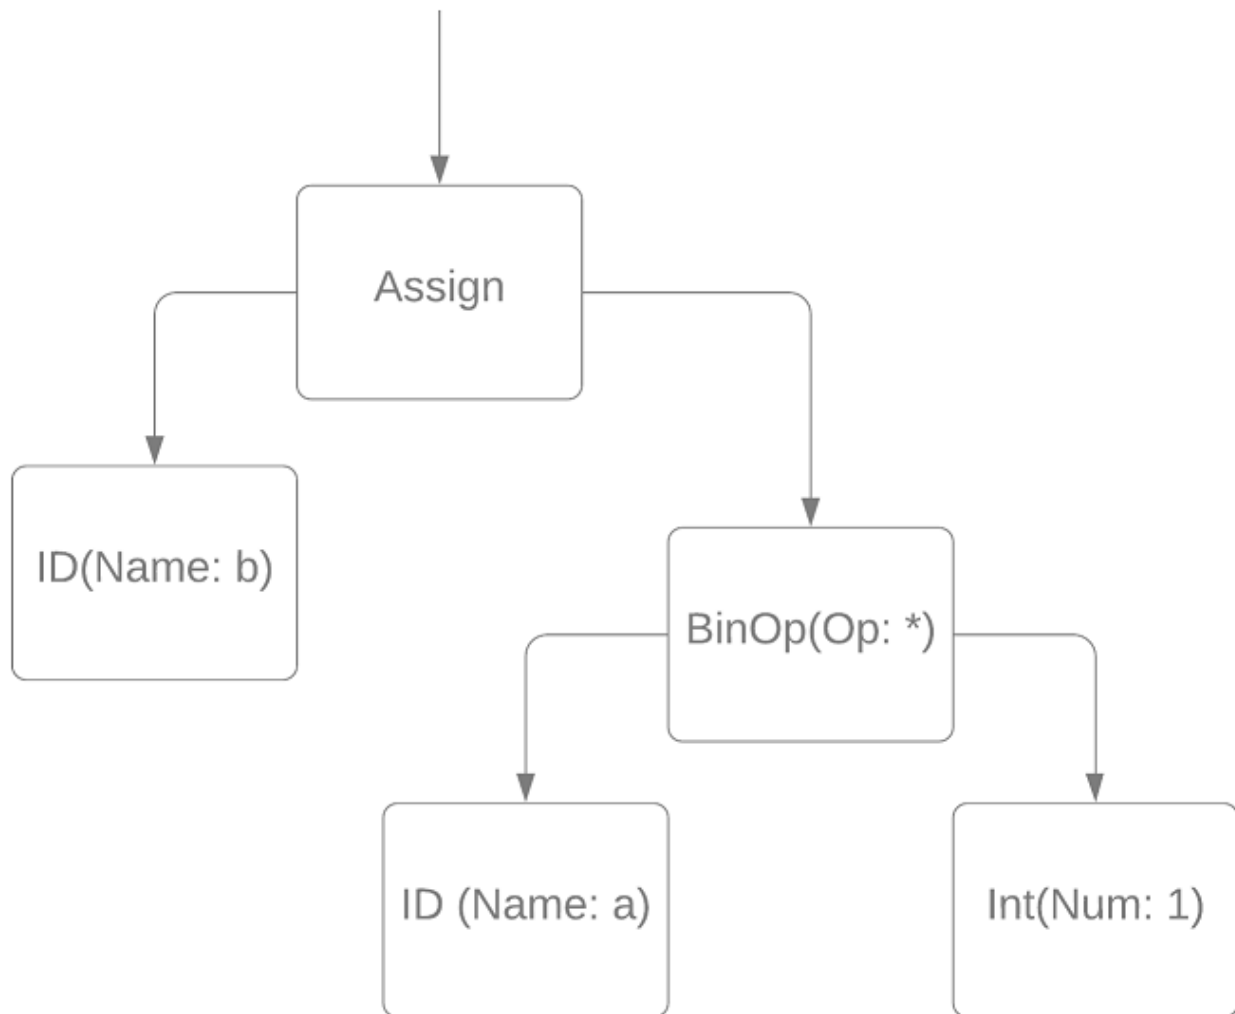 Assign
ID(Name: b)
BinOp(Op: *)
ID (Name: a)
Int(Num: 1)